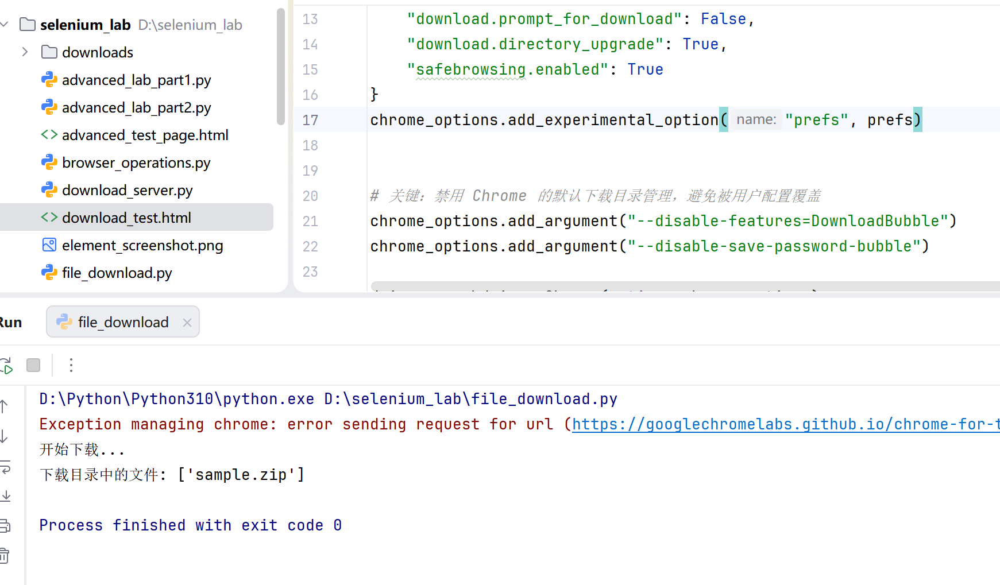 selenium_lab D:\selenium_lab
downloads
advanced_lab_part1.py
advanced_lab_part2.py
advanced_test_page.html
browser_operations.py
download_server.py
download_test.html
element_screenshot.png
file_download.py
13 "download.prompt_for_download": False,
14 "download.directory_upgrade": True,
15 "safebrowsing.enabled": True
16 }
17 chrome_options.add_experimental_option( name: "prefs", prefs)
18
19
20 # 关键：禁用 Chrome 的默认下载目录管理，避免被用户配置覆盖
21 chrome_options.add_argument("--disable-features=DownloadBubble")
22 chrome_options.add_argument("--disable-save-password-bubble")
23
Run file_download
D:\Python\Python310\python.exe D:\selenium_lab\file_download.py
Exception managing chrome: error sending request for url (https://googlechromelabs.github.io/chrome-for-t
开始下载...
下载目录中的文件: ['sample.zip']
Process finished with exit code 0